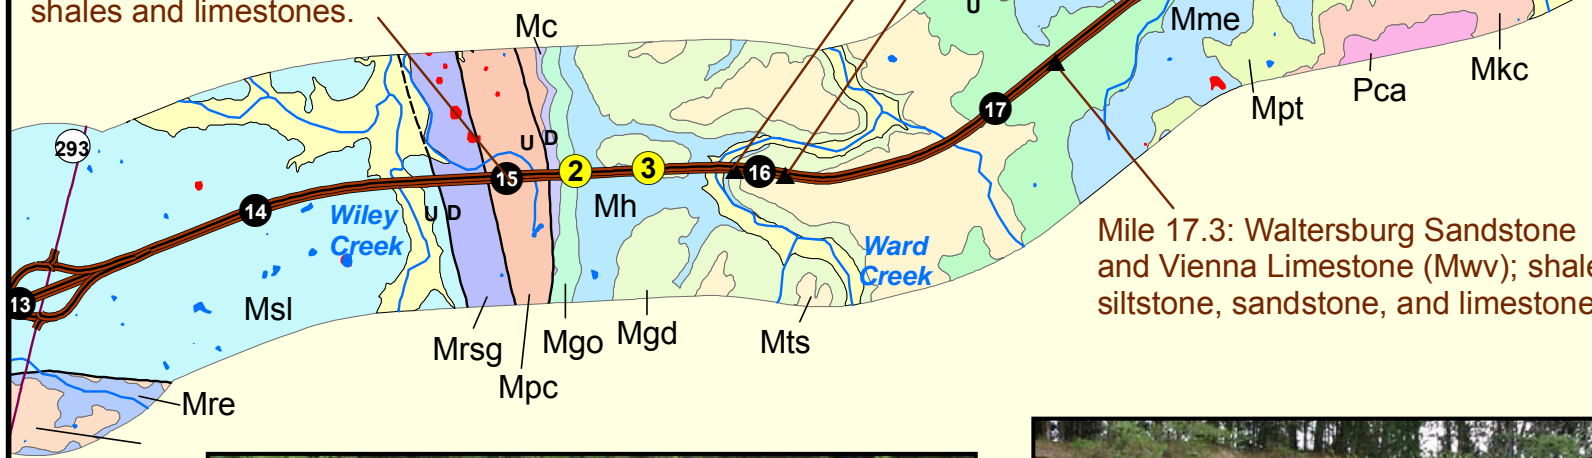 shales and limestones.
U
Mc
Mme
Mpt
Pca
Mkc
17
293
U D
15
2
3
16
14
Wiley
Creek
U D
Mh
Ward
Creek
Mile 17.3: Waltersburg Sandstone
and Vienna Limestone (Mwv); shale
siltstone, sandstone, and limestone
13
Msl
Mrsg
Mgo
Mgd
Mts
Mpc
Mre